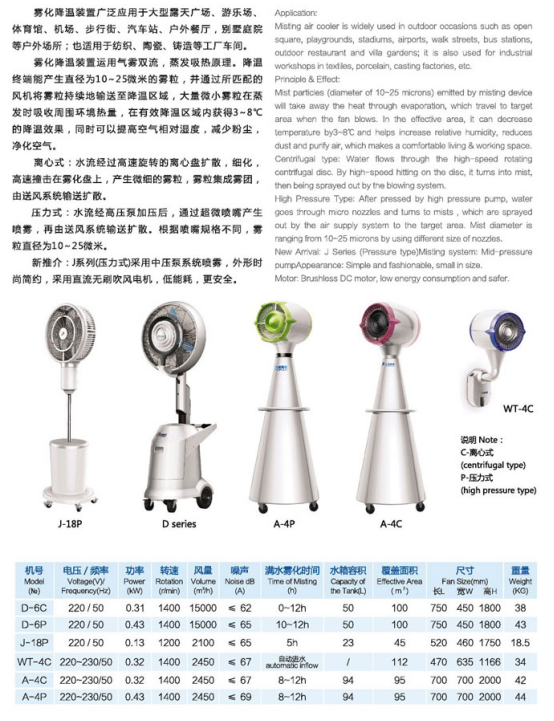 雾化降温装置广泛应用于大型露天广场、游乐场、
体育馆、机场、步行街、汽车站、户外餐厅，别墅庭院
等户外场所；也适用于纺织、陶瓷、铸造等工厂车间。
雾化降温装置运用气雾双流，蒸发吸热原理。降温
终端能产生直径为10~25微米的雾粒，并通过所匹配的
风机将雾粒持续地输送至降温区域，大量微小雾粒在蒸
发时吸收周围环境热量，在有效降温区域内获得3~8℃
的降温效果，同时可以提高空气相对湿度，减少粉尘，
净化空气。
离心式：水流经过高速旋转的离心盘扩散，细化，
高速撞击在雾化盘上，产生微细的雾粒，雾粒集成雾团，
由送风系统输送扩散。
压力式：水流经高压泵加压后，通过超微喷嘴产生
喷雾，再由送风系统输送扩散。根据喷嘴规格不同，雾
粒直径为10~25微米。
新推介：J系列(压力式)采用中压泵系统喷雾，外形时
尚简约，采用直流无刷吹风电机，低能耗，更安全。
Application:
Misting air cooler is widely used in outdoor occasions such as open
square, playgrounds, stadiums, airports, walk streets, bus stations,
outdoor restaurant and villa gardens; it is also used for industrial
workshops in textiles, porcelain, casting factories, etc.
Principle & Effect:
Mist particles (diameter of 10~25 microns) emitted by misting device
will take away the heat through evaporation, which travel to target
area when the fan blows. In the effective area, it can decrease
temperature by3~8℃ and helps increase relative humidity, reduces
dust and purify air, which makes a comfortable living & working space.
Centrifugal type: Water flows through the high-speed rotating
centrifugal disc. By high-speed hitting on the disc, it turns into mist,
then being sprayed out by the blowing system.
High Pressure Type: After pressed by high pressure pump, water
goes through micro nozzles and turns to mists , which are sprayed
out by the air supply system to the target area. Mist diameter is
ranging from 10~25 microns by using different size of nozzles.
New Arrival: J Series (Pressure type)Misting system: Mid-pressure
pumpAppearance: Simple and fashionable, small in size.
Motor: Brushless DC motor, low energy consumption and safer.
WT-4C
说明 Note :
C-离心式
(centrifugal type)
P-压力式
(high pressure type)
J-18P D series A-4P A-4C
机号 电压 / 频率 功率 转速 风量 噪声 满水雾化时间 水箱容积 覆盖面积 尺寸 重量
Model Voltage(V)/ Power Rotation Volume Noise dB Time of Misting Capacity of Effective Area Fan Size(mm) Weight
(№) Frequency(Hz) (kW) (r/min) (m³/h) (A) (h) the Tank(L) (m²) 长L 宽W 高H (KG)
D-6C 220 / 50 0.31 1400 15000 ≤ 62 0~12h 50 100 750 450 1800 38
D-6P 220 / 50 0.43 1400 15000 ≤ 65 10~12h 50 100 750 450 1800 43
J-18P 220 / 50 0.13 1200 2100 ≤ 65 5h 23 45 520 460 1750 18.5
WT-4C 220~230/50 0.32 1400 2450 ≤ 67 自动进水 automatic inflow / 112 470 635 1166 34
A-4C 220~230/50 0.32 1400 2450 ≤ 67 8~12h 94 95 700 700 2000 42
A-4P 220~230/50 0.43 1400 2450 ≤ 69 8~12h 94 95 700 700 2000 44